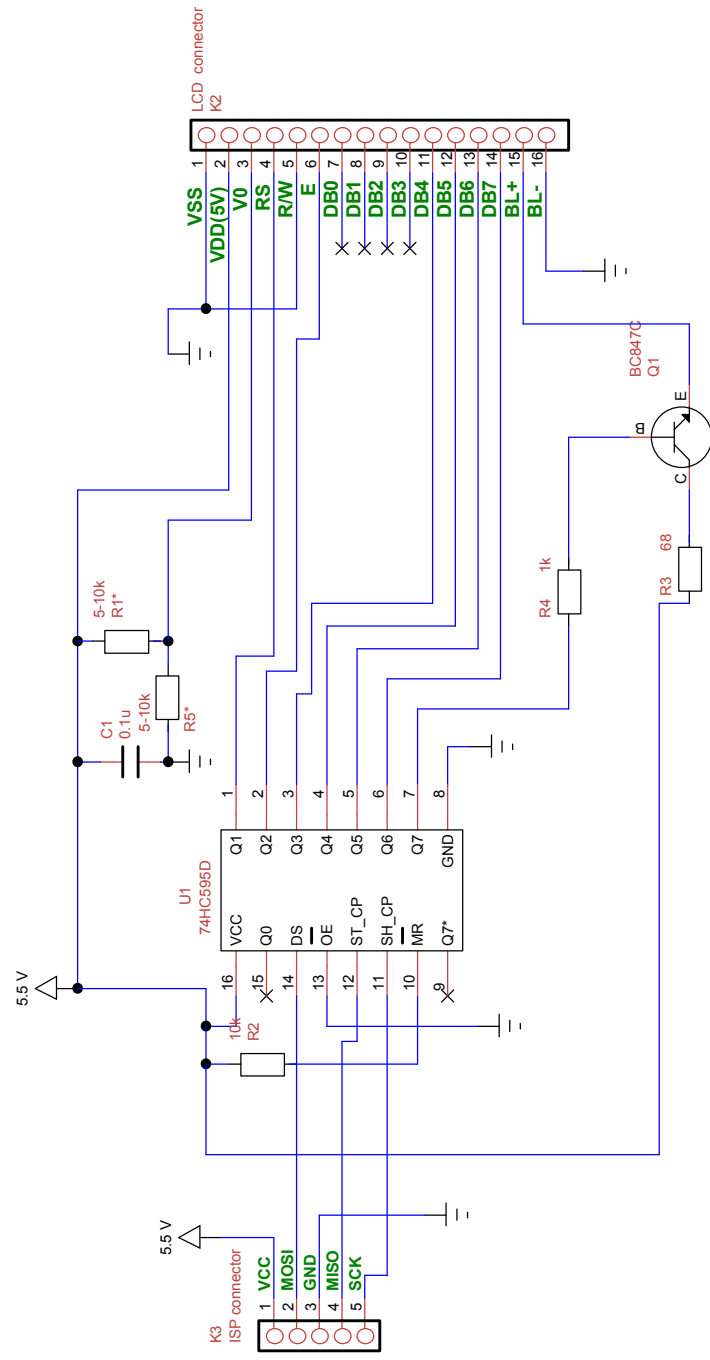 LCD connector
K2
1
2
3
4
5
6
7
8
9
10
11
12
13
14
15
16
VSS
VDD(5V)
V0
RS
R/W
E
DB0
DB1
DB2
DB3
DB4
DB5
DB6
DB7
BL+
BL-
BC847C
Q1
B
E
C
68
R3
1k
R4
5-10k
R1*
5-10k
R5*
C1
0.1u
U1
74HC595D
1
2
3
4
5
6
7
8
Q1
Q2
Q3
Q4
Q5
Q6
Q7
GND
VCC
Q0
DS
OE
ST_CP
SH_CP
MR
Q7*
16
15
14
13
12
11
10
9
5.5 V
10k
R2
5.5 V
K3
ISP connector
1
2
3
4
5
VCC
MOSI
GND
MISO
SCK